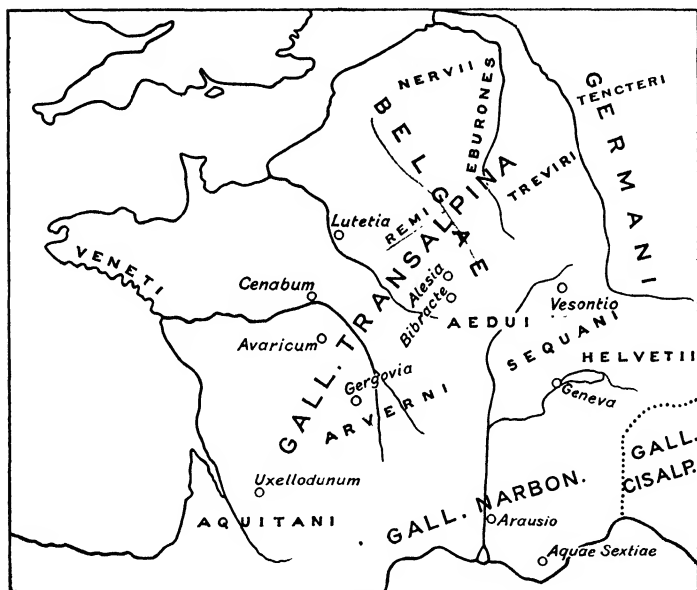 NERVII
BELGAE
EBURONES
TENCTERI
GERMANI
TREVIRI
REMI
Lutetia
GALL. TRANSALPINA
VENETI
Cenabum
Alesia
Bibracte
Vesontio
AEDUI
SEQUANI
Avaricum
HELVETII
Gergovia
Geneva
ARVERNI
GALL.
CISALP.
Uxellodunum
GALL. NARBON.
AQUITANI
Arausio
Aquae Sextiae